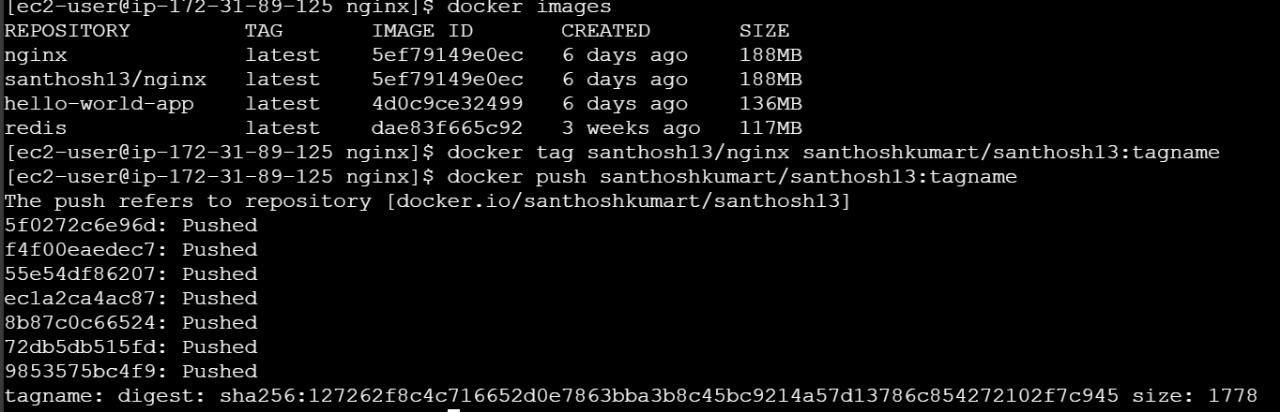 [ec2-user@ip-172-31-89-125 nginx]$ docker images
REPOSITORY TAG IMAGE ID CREATED SIZE
nginx latest 5ef79149e0ec 6 days ago 188MB
santhosh13/nginx latest 5ef79149e0ec 6 days ago 188MB
hello-world-app latest 4d0c9ce32499 6 days ago 136MB
redis latest dae83f665c92 3 weeks ago 117MB
[ec2-user@ip-172-31-89-125 nginx]$ docker tag santhosh13/nginx santhoshkumart/santhosh13:tagname
[ec2-user@ip-172-31-89-125 nginx]$ docker push santhoshkumart/santhosh13:tagname
The push refers to repository [docker.io/santhoshkumart/santhosh13]
5f0272c6e96d: Pushed
f4f00eaedec7: Pushed
55e54df86207: Pushed
ec1a2ca4ac87: Pushed
8b87c0c66524: Pushed
72db5db515fd: Pushed
9853575bc4f9: Pushed
tagname: digest: sha256:127262f8c4c716652d0e7863bba3b8c45bc9214a57d13786c854272102f7c945 size: 1778